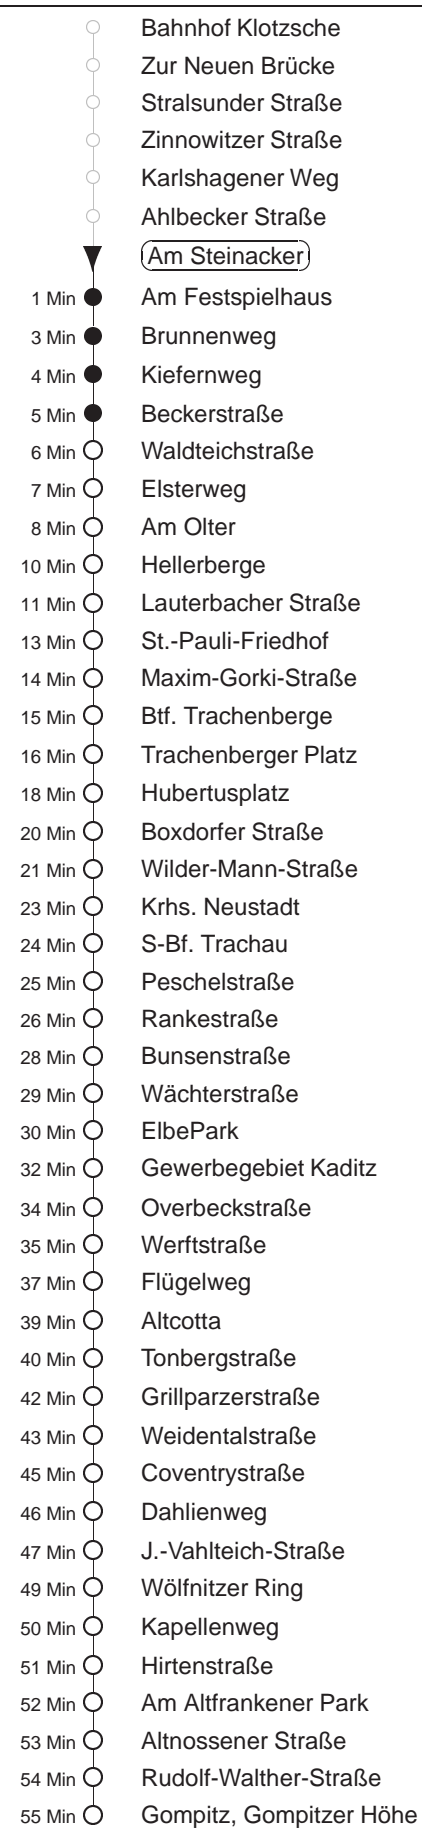 Bahnhof Klotzsche
Zur Neuen Brücke
Stralsunder Straße
Zinnowitzer Straße
Karlshagener Weg
Ahlbecker Straße
Am Steinacker
1 Min Am Festspielhaus
3 Min Brunnenweg
4 Min Kiefernweg
5 Min Beckerstraße
6 Min Waldteichstraße
7 Min Elsterweg
8 Min Am Olter
10 Min Hellerberge
11 Min Lauterbacher Straße
13 Min St.-Pauli-Friedhof
14 Min Maxim-Gorki-Straße
15 Min Btf. Trachenberge
16 Min Trachenberger Platz
18 Min Hubertusplatz
20 Min Boxdorfer Straße
21 Min Wilder-Mann-Straße
23 Min Krhs. Neustadt
24 Min S-Bf. Trachau
25 Min Peschelstraße
26 Min Rankestraße
28 Min Bunsenstraße
29 Min Wächterstraße
30 Min ElbePark
32 Min Gewerbegebiet Kaditz
34 Min Overbeckstraße
35 Min Werftstraße
37 Min Flügelweg
39 Min Altcotta
40 Min Tonbergstraße
42 Min Grillparzerstraße
43 Min Weidentalstraße
45 Min Coventrystraße
46 Min Dahlienweg
47 Min J.-Vahlteich-Straße
49 Min Wölfnitzer Ring
50 Min Kapellenweg
51 Min Hirtenstraße
52 Min Am Altfrankener Park
53 Min Altnossener Straße
54 Min Rudolf-Walther-Straße
55 Min Gompitz, Gompitzer Höhe